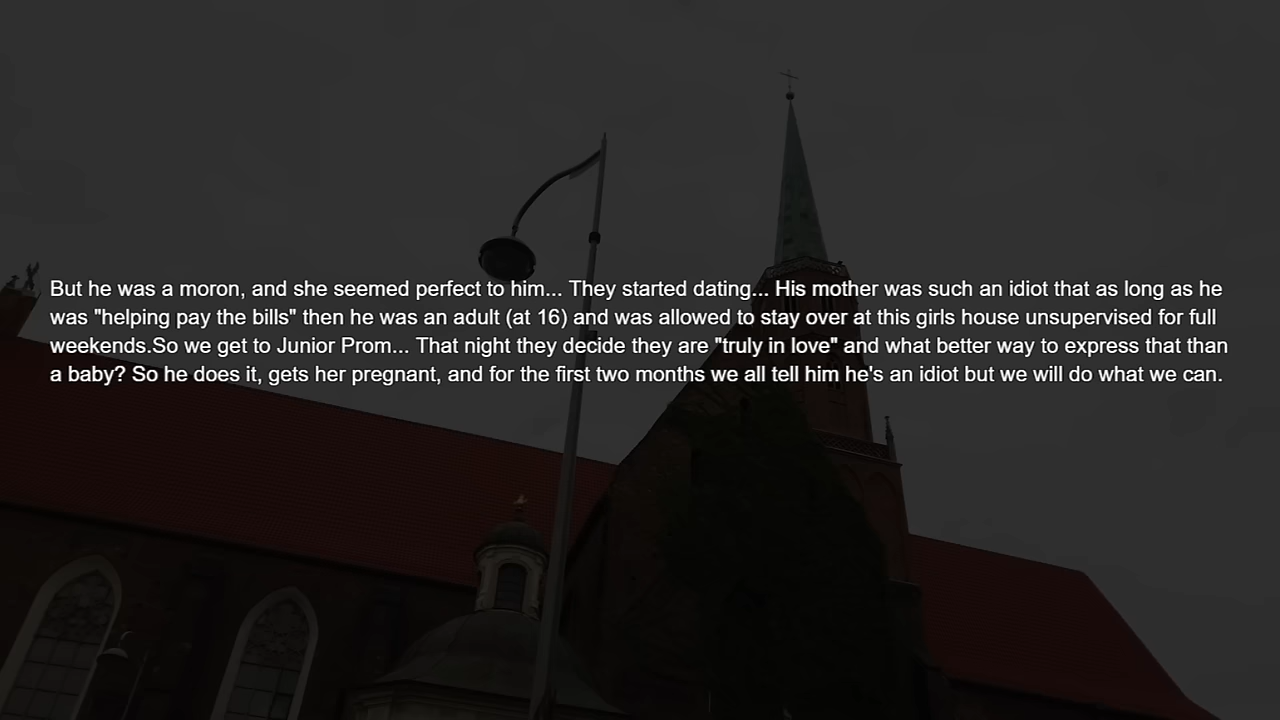 But he was a moron, and she seemed perfect to him... They started dating... His mother was such an idiot that as long as he
was "helping pay the bills" then he was an adult (at 16) and was allowed to stay over at this girls house unsupervised for full
weekends.So we get to Junior Prom... That night they decide they are "truly in love" and what better way to express that than
a baby? So he does it, gets her pregnant, and for the first two months we all tell him he's an idiot but we will do what we can.